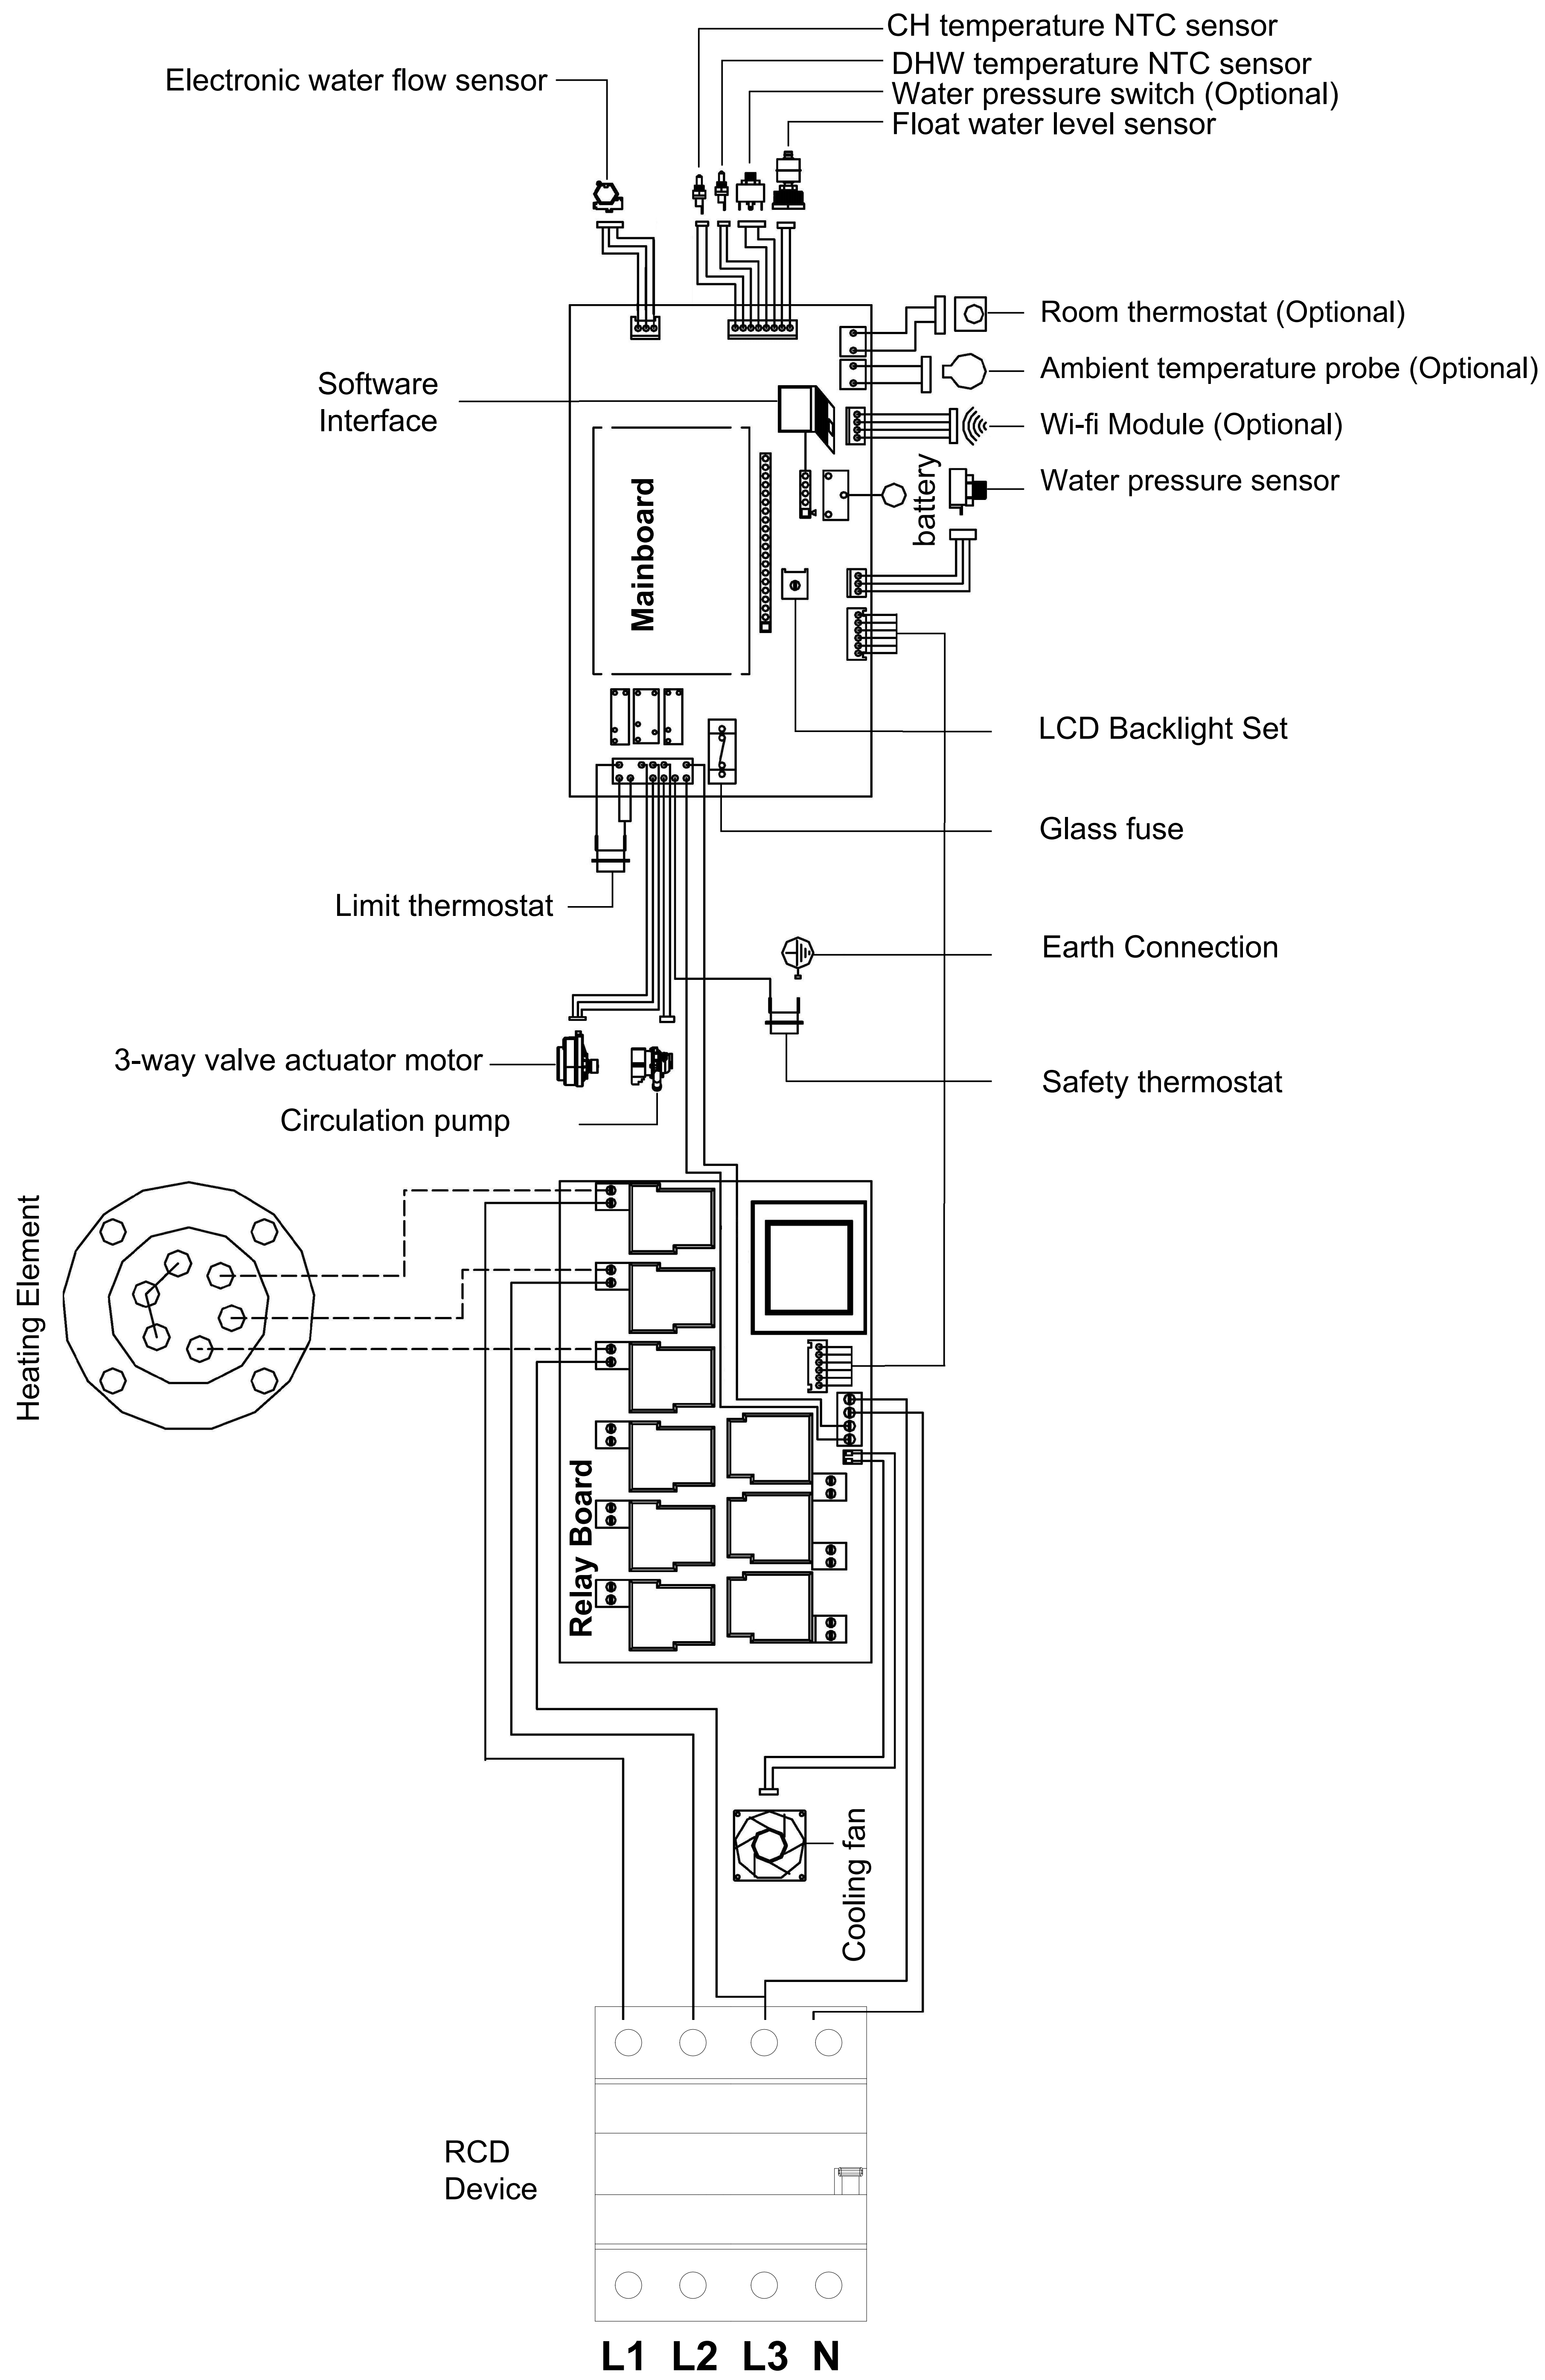 CH temperature NTC sensor
Electronic water flow sensor
DHW temperature NTC sensor
Water pressure switch (Optional)
Float water level sensor
Room thermostat (Optional)
Software
Interface
Ambient temperature probe (Optional)
Wi-fi Module (Optional)
Water pressure sensor
battery
Mainboard
LCD Backlight Set
Glass fuse
Limit thermostat
Earth Connection
3-way valve actuator motor
Safety thermostat
Circulation pump
Heating Element
Relay Board
Cooling fan
RCD
Device
L1 L2 L3 N